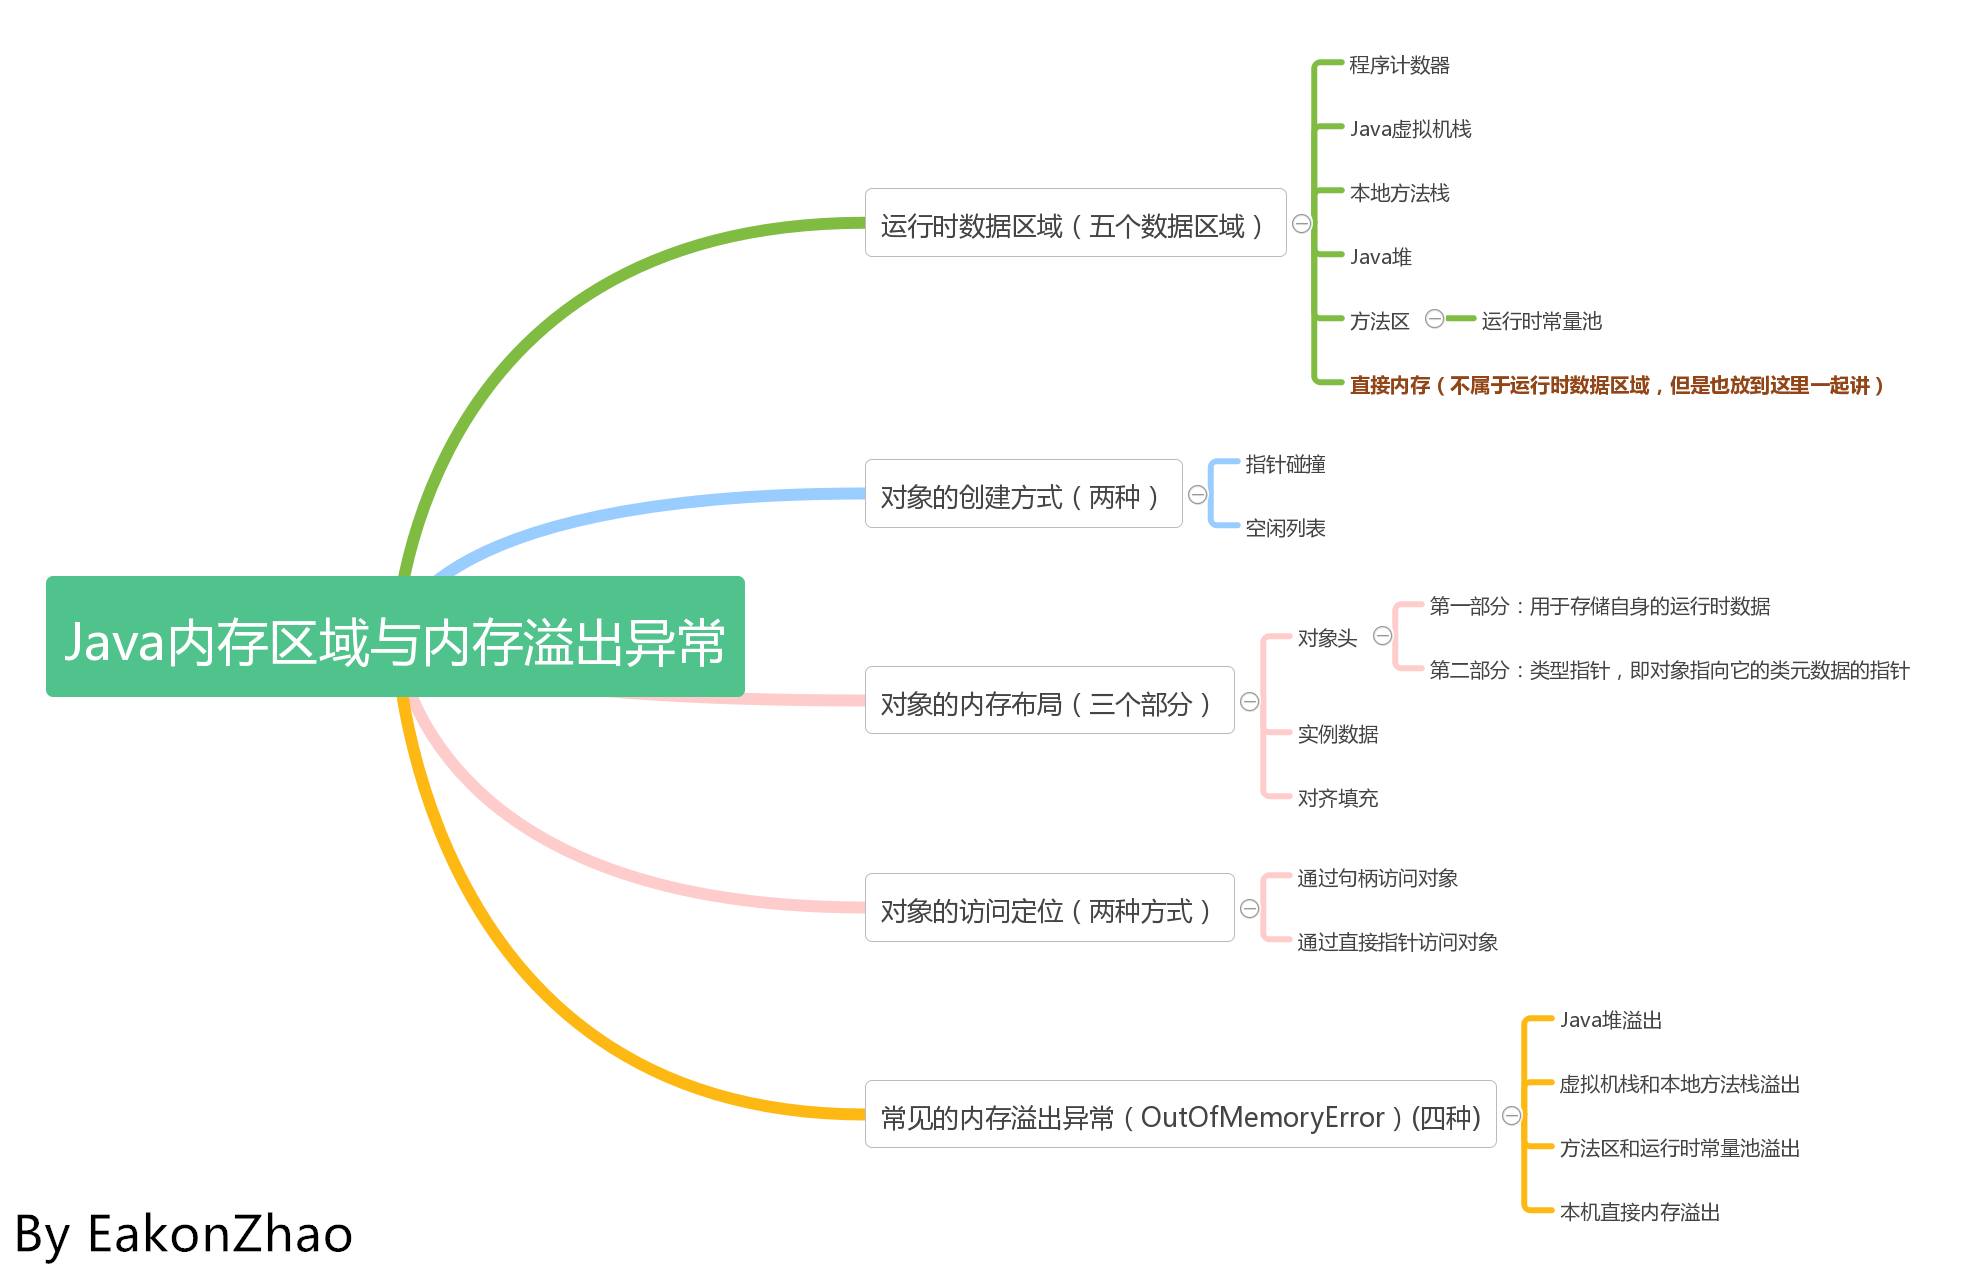 Java内存区域与内存溢出异常
运行时数据区域（五个数据区域）
程序计数器
Java虚拟机栈
本地方法栈
Java堆
方法区
运行时常量池
直接内存（不属于运行时数据区域，但是也放到这里一起讲）
对象的创建方式（两种）
指针碰撞
空闲列表
对象的内存布局（三个部分）
对象头
第一部分：用于存储自身的运行时数据
第二部分：类型指针，即对象指向它的类元数据的指针
实例数据
对齐填充
对象的访问定位（两种方式）
通过句柄访问对象
通过直接指针访问对象
常见的内存溢出异常（OutOfMemoryError）(四种)
Java堆溢出
虚拟机栈和本地方法栈溢出
方法区和运行时常量池溢出
本机直接内存溢出
By EakonZhao